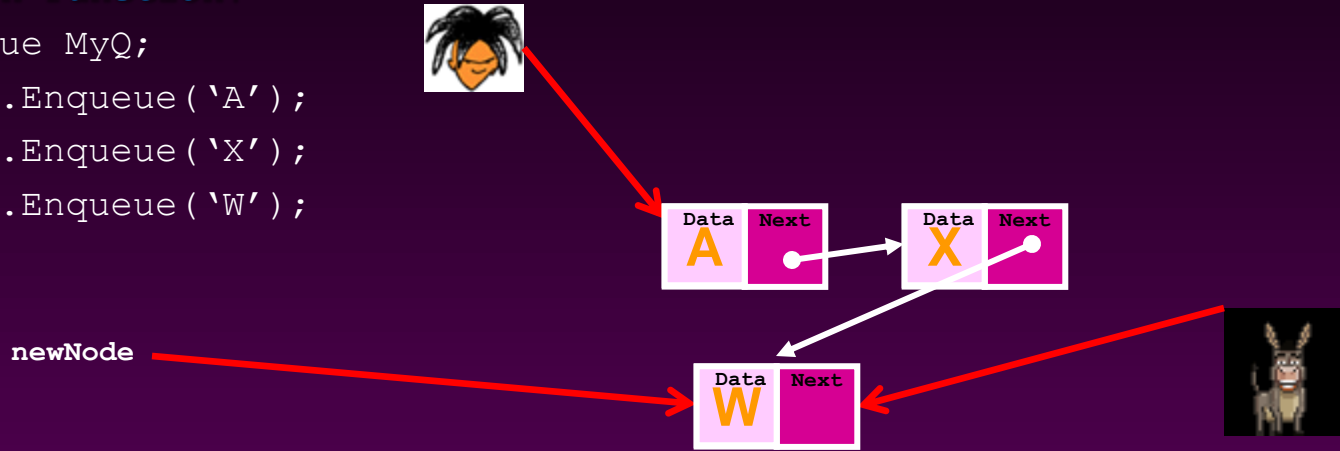 ue MyQ;
.Enqueue(‘A’);
.Enqueue(‘X’);
.Enqueue(‘W’);
Data Next Data Next
A X
newNode
Data Next
W